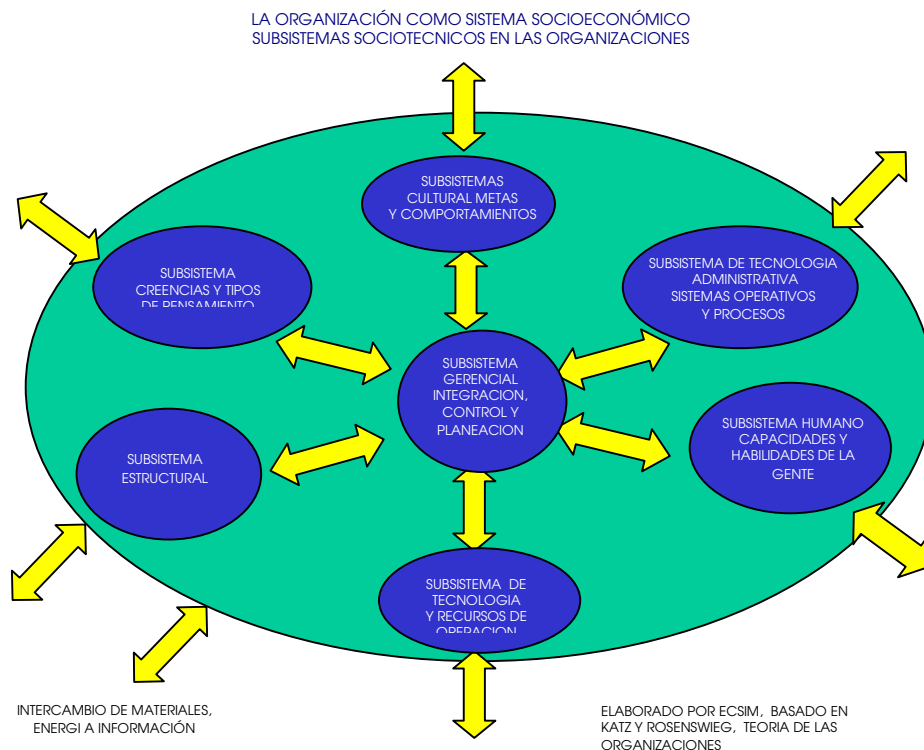 LA ORGANIZACIÓN COMO SISTEMA SOCIOECONÓMICO
SUBSISTEMAS SOCIOTECNICOS EN LAS ORGANIZACIONES
SUBSISTEMAS
CULTURAL METAS
Y COMPORTAMIENTOS
SUBSISTEMA
CREENCIAS Y TIPOS
DE PENSAMIENTO
SUBSISTEMA DE TECNOLOGIA
ADMINISTRATIVA
SISTEMAS OPERATIVOS
Y PROCESOS
SUBSISTEMA
GERENCIAL
INTEGRACION,
CONTROL Y
PLANEACION
SUBSISTEMA
ESTRUCTURAL
SUBSISTEMA HUMANO
CAPACIDADES Y
HABILIDADES DE LA
GENTE
SUBSISTEMA DE
TECNOLOGIA
Y RECURSOS DE
OPERACION
INTERCAMBIO DE MATERIALES,
ENERGI A INFORMACIÓN
ELABORADO POR ECSIM, BASADO EN
KATZ Y ROSENSWIEG, TEORIA DE LAS
ORGANIZACIONES